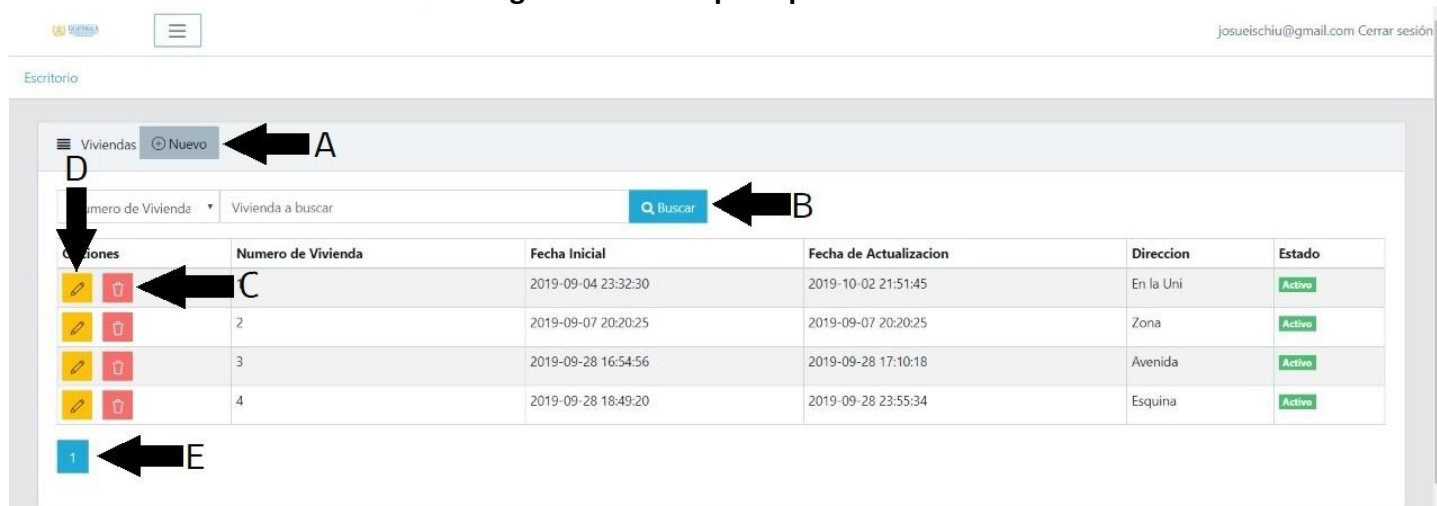 GUATEMALA
josueischiu@gmail.com Cerrar sesión
Escritorio
Viviendas Nuevo A
D
Numero de Vivienda Vivienda a buscar Buscar B
Opciones Numero de Vivienda Fecha Inicial Fecha de Actualizacion Direccion Estado
C 2019-09-04 23:32:30 2019-10-02 21:51:45 En la Uni Activo
2 2019-09-07 20:20:25 2019-09-07 20:20:25 Zona Activo
3 2019-09-28 16:54:56 2019-09-28 17:10:18 Avenida Activo
4 2019-09-28 18:49:20 2019-09-28 23:55:34 Esquina Activo
1 E